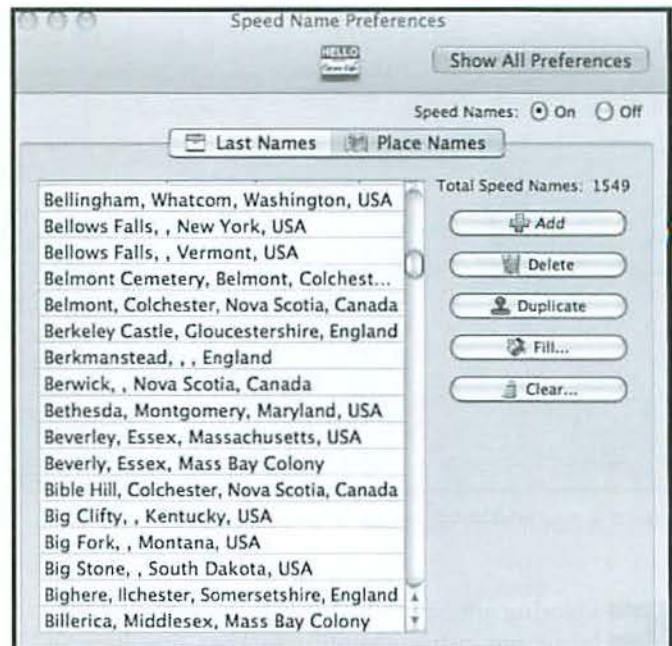 Speed Name Preferences
HELLO
Show All Preferences
Speed Names: On Off
Last Names Place Names
Total Speed Names: 1549
Bellingham, Whatcom, Washington, USA
Bellows Falls, , New York, USA
Bellows Falls, , Vermont, USA
Belmont Cemetery, Belmont, Colchest...
Belmont, Colchester, Nova Scotia, Canada
Berkeley Castle, Gloucestershire, England
Berkmanstead, , , England
Berwick, , Nova Scotia, Canada
Bethesda, Montgomery, Maryland, USA
Beverley, Essex, Massachusetts, USA
Beverly, Essex, Mass Bay Colony
Bible Hill, Colchester, Nova Scotia, Canada
Big Clifty, , Kentucky, USA
Big Fork, , Montana, USA
Big Stone, , South Dakota, USA
Bighere, Ilchester, Somersetshire, England
Billerica, Middlesex, Mass Bay Colony
Add
Delete
Duplicate
Fill...
Clear...